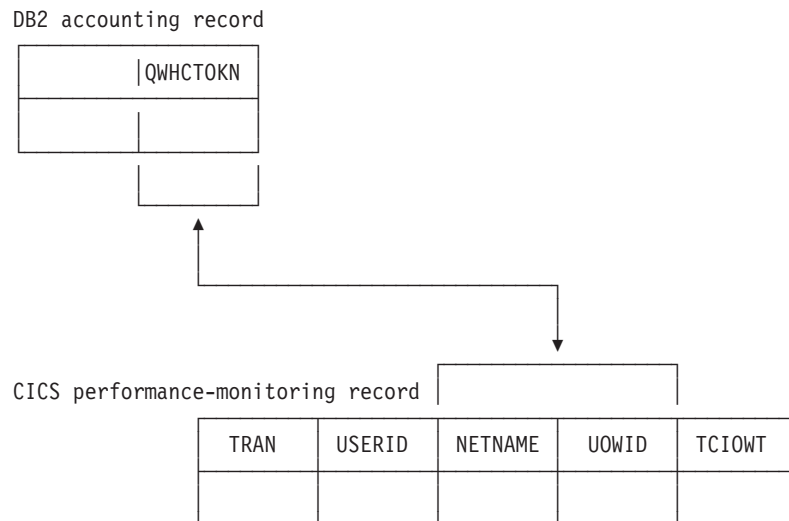 DB2 accounting record
QWHCTOKN
CICS performance-monitoring record
TRAN USERID NETNAME UOWID TCIOWT